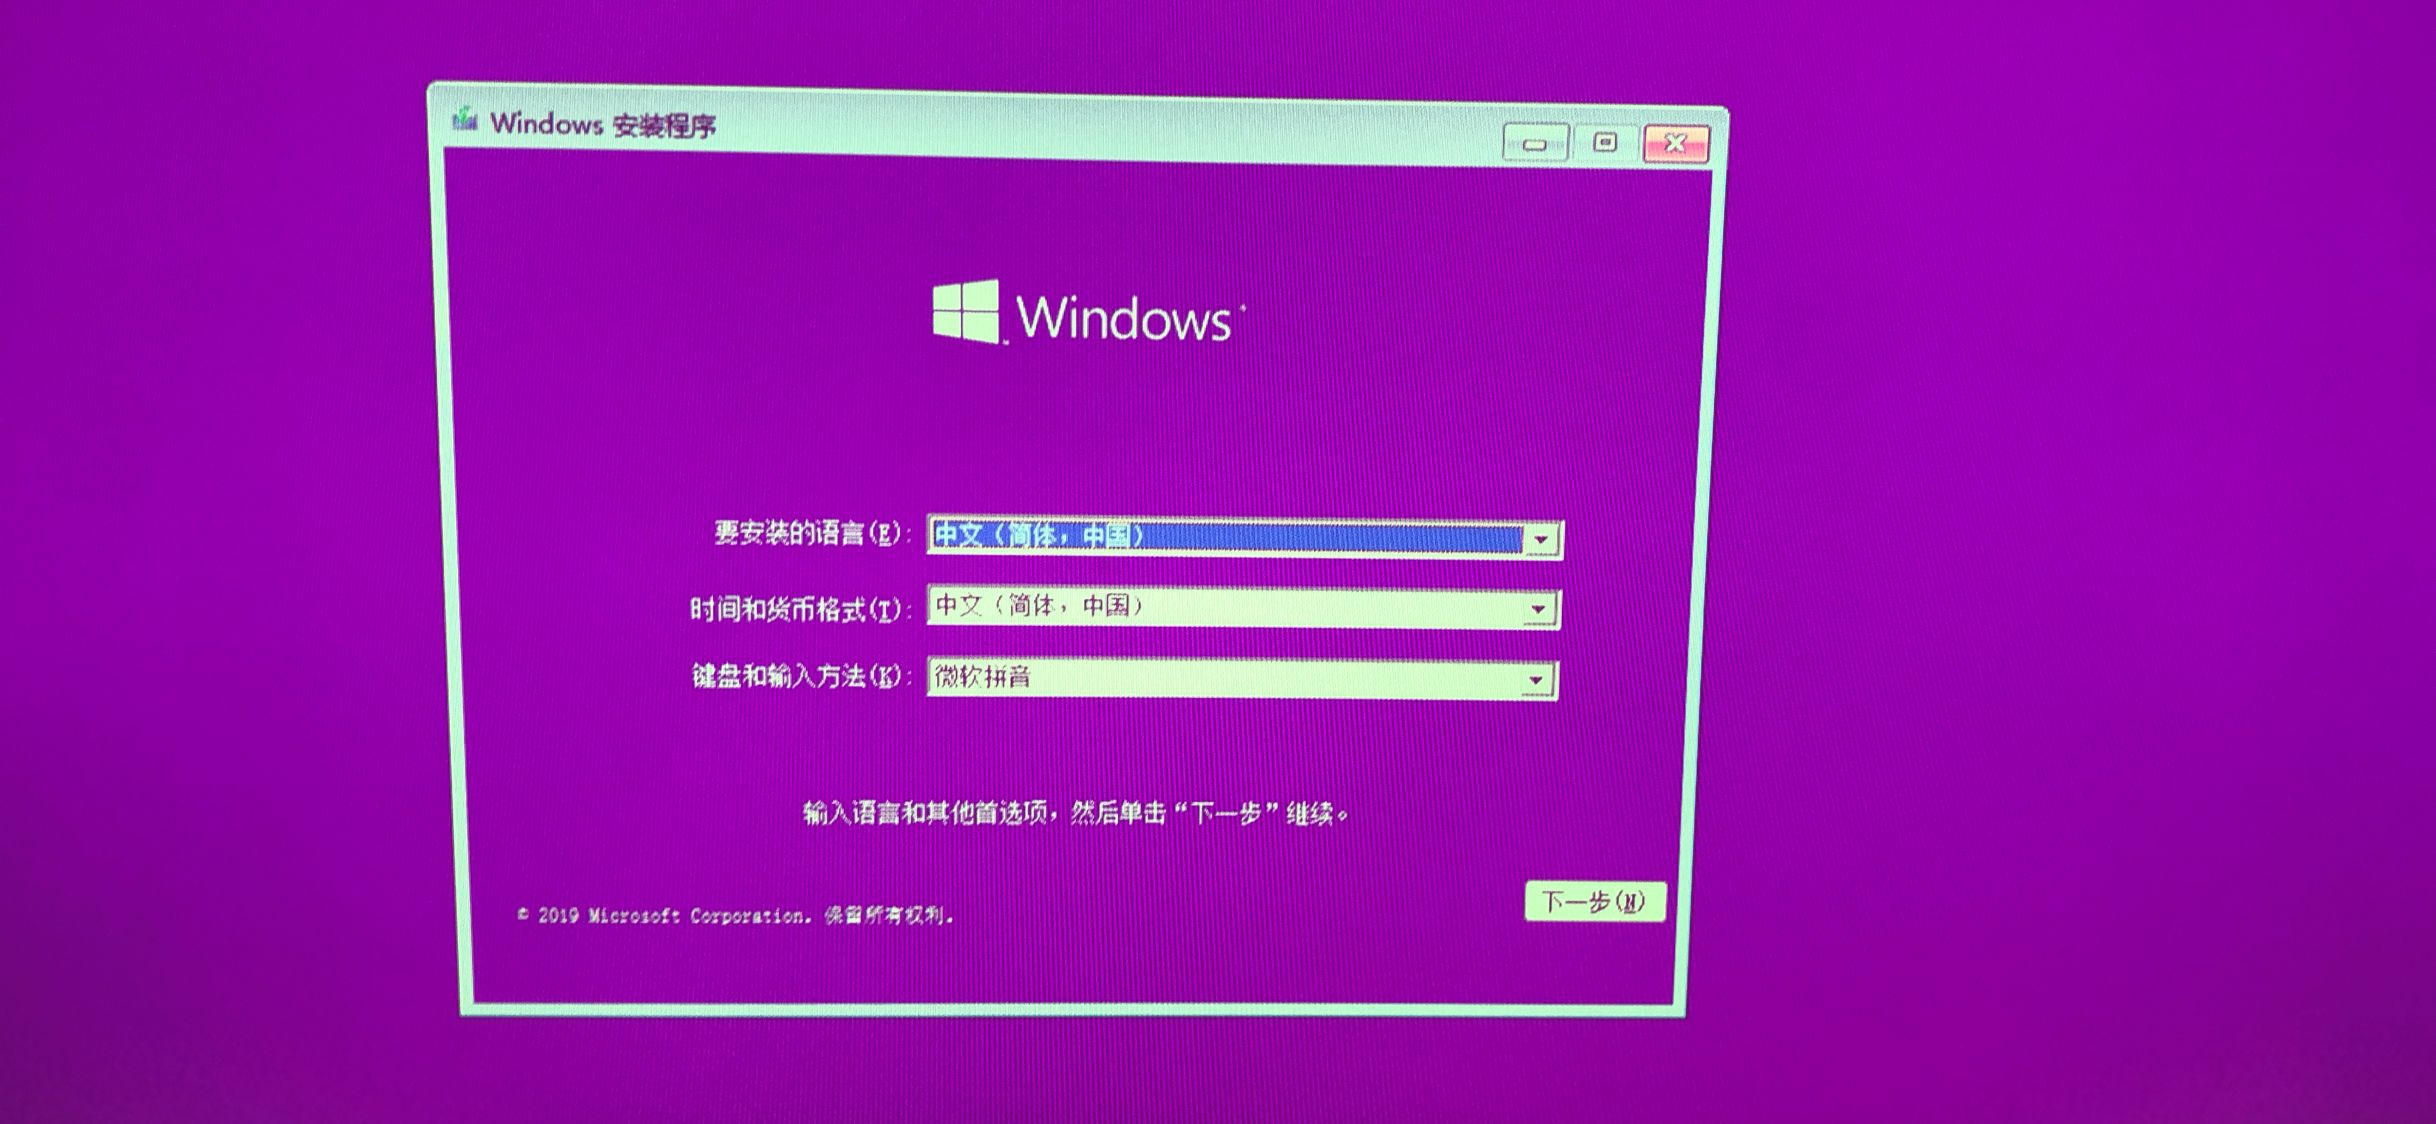 Windows 安装程序
Windows
要安装的语言(E): 中文（简体，中国）
时间和货币格式(T): 中文（简体，中国）
键盘和输入方法(K): 微软拼音
输入语言和其他首选项，然后单击“下一步”继续。
© 2019 Microsoft Corporation. 保留所有权利.
下一步(N)